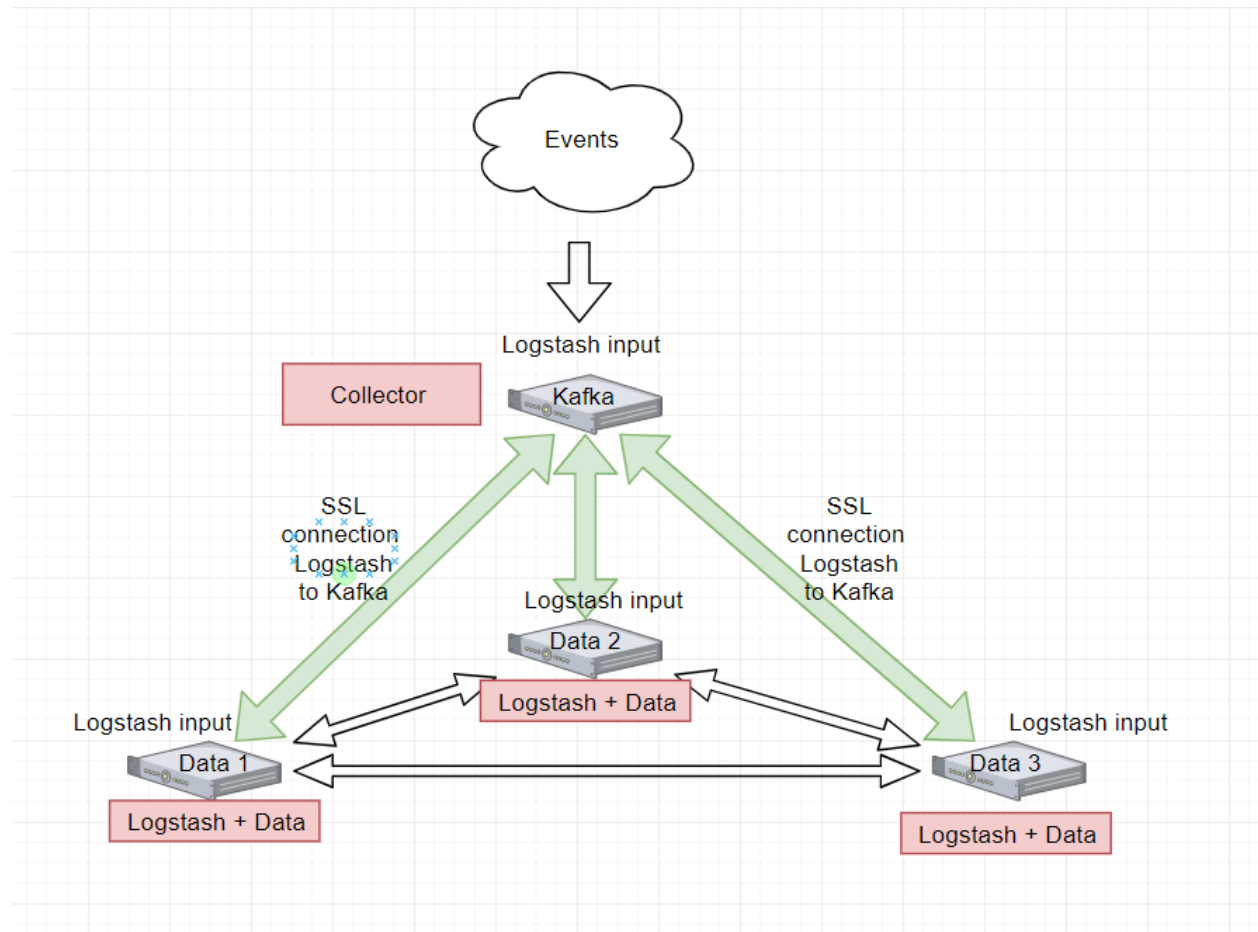 Events
Logstash input
Collector
Kafka
SSL
connection
Logstash
to Kafka
SSL
connection
Logstash
to Kafka
Logstash input
Data 2
Logstash + Data
Logstash input
Data 1
Logstash + Data
Logstash input
Data 3
Logstash + Data